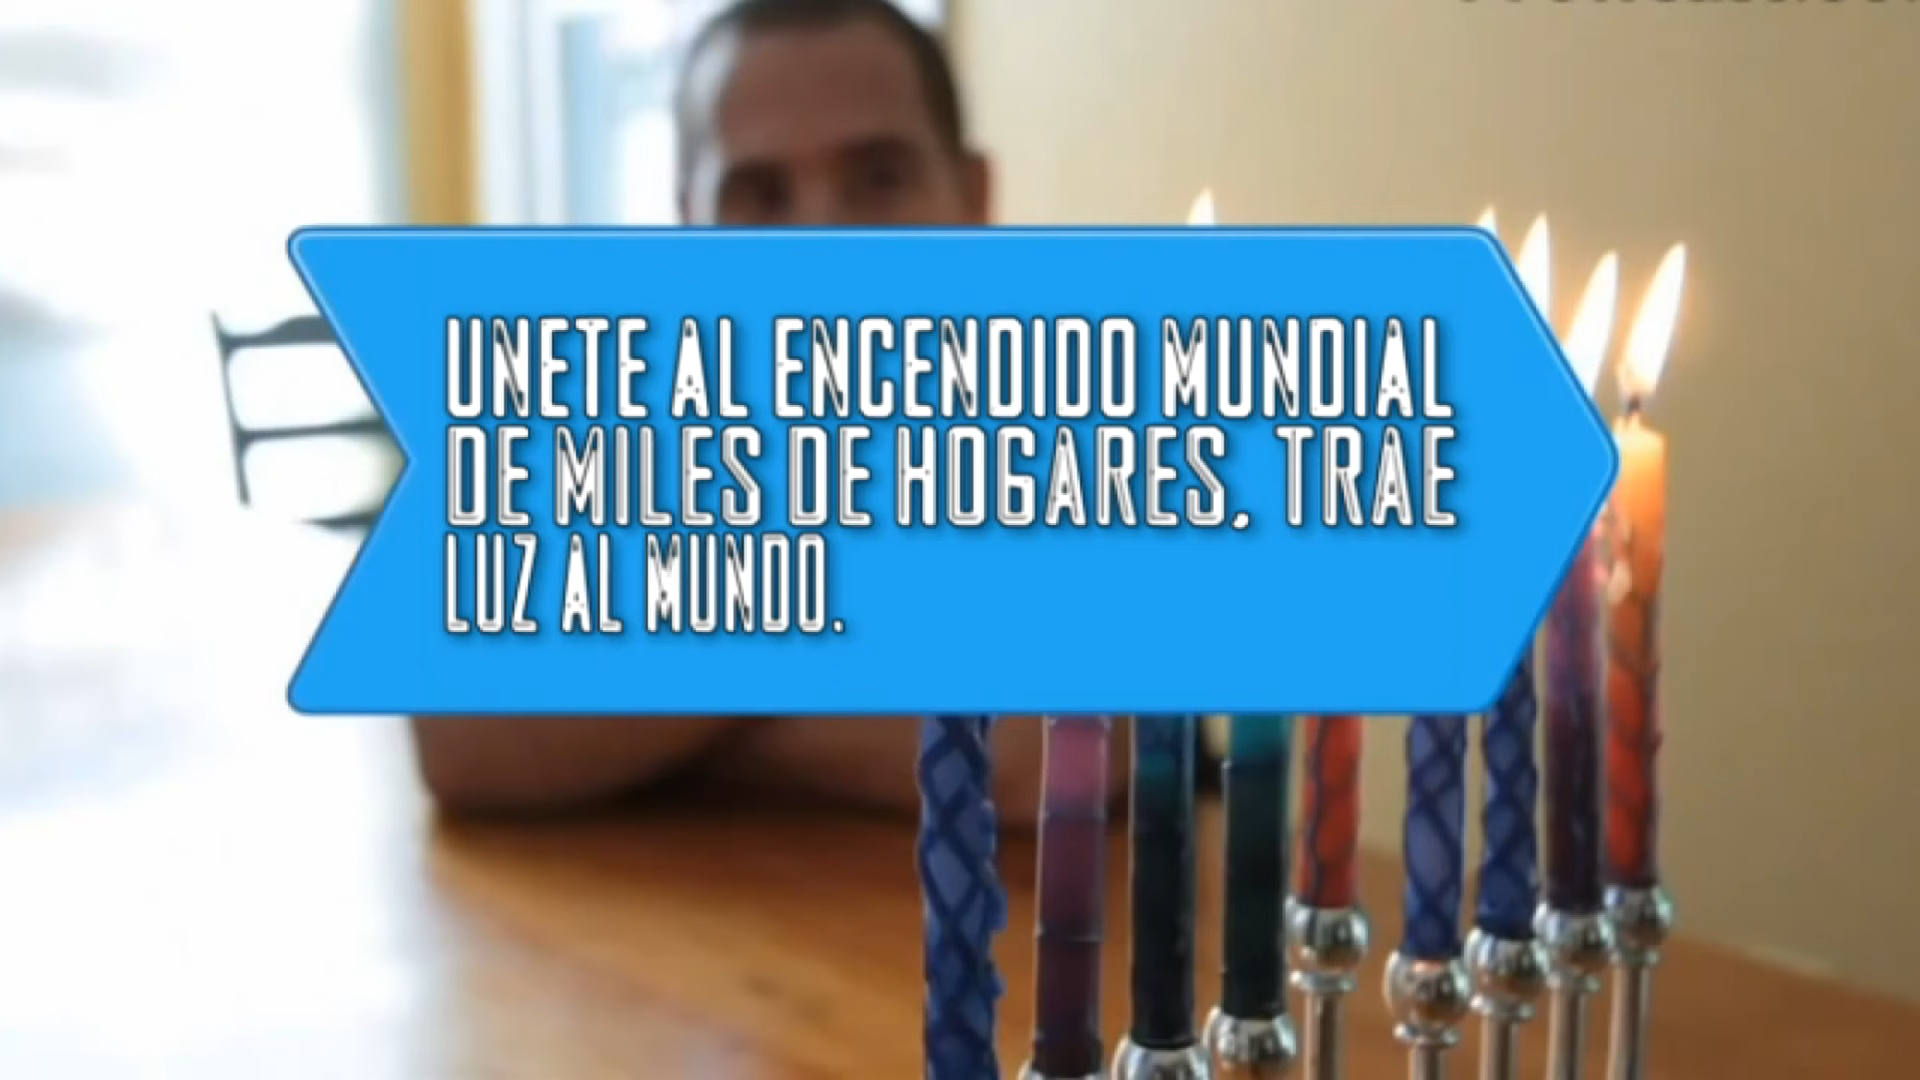 UNETE AL ENCENDIDO MUNDIAL
DE MILES DE HOGARES, TRAE
LUZ AL MUNDO.